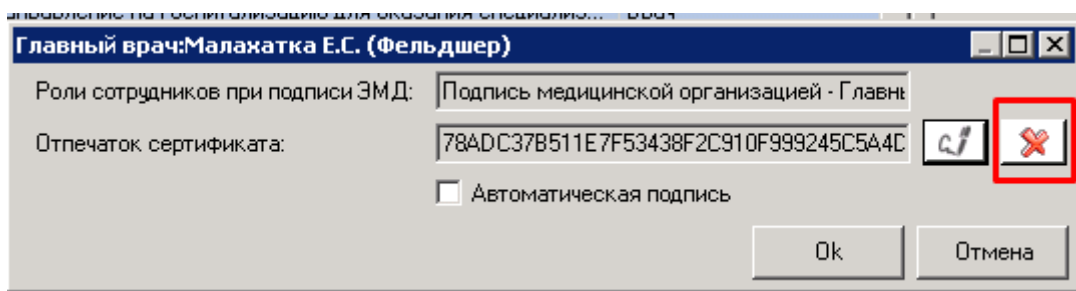 Главный врач:Малахатка Е.С. (Фельдшер)
Роли сотрудников при подписи ЭМД: Подпись медицинской организацией - Главн
Отпечаток сертификата: 78ADC37B511E7F53438F2C910F999245C5A4D
Автоматическая подпись
Ok Отмена